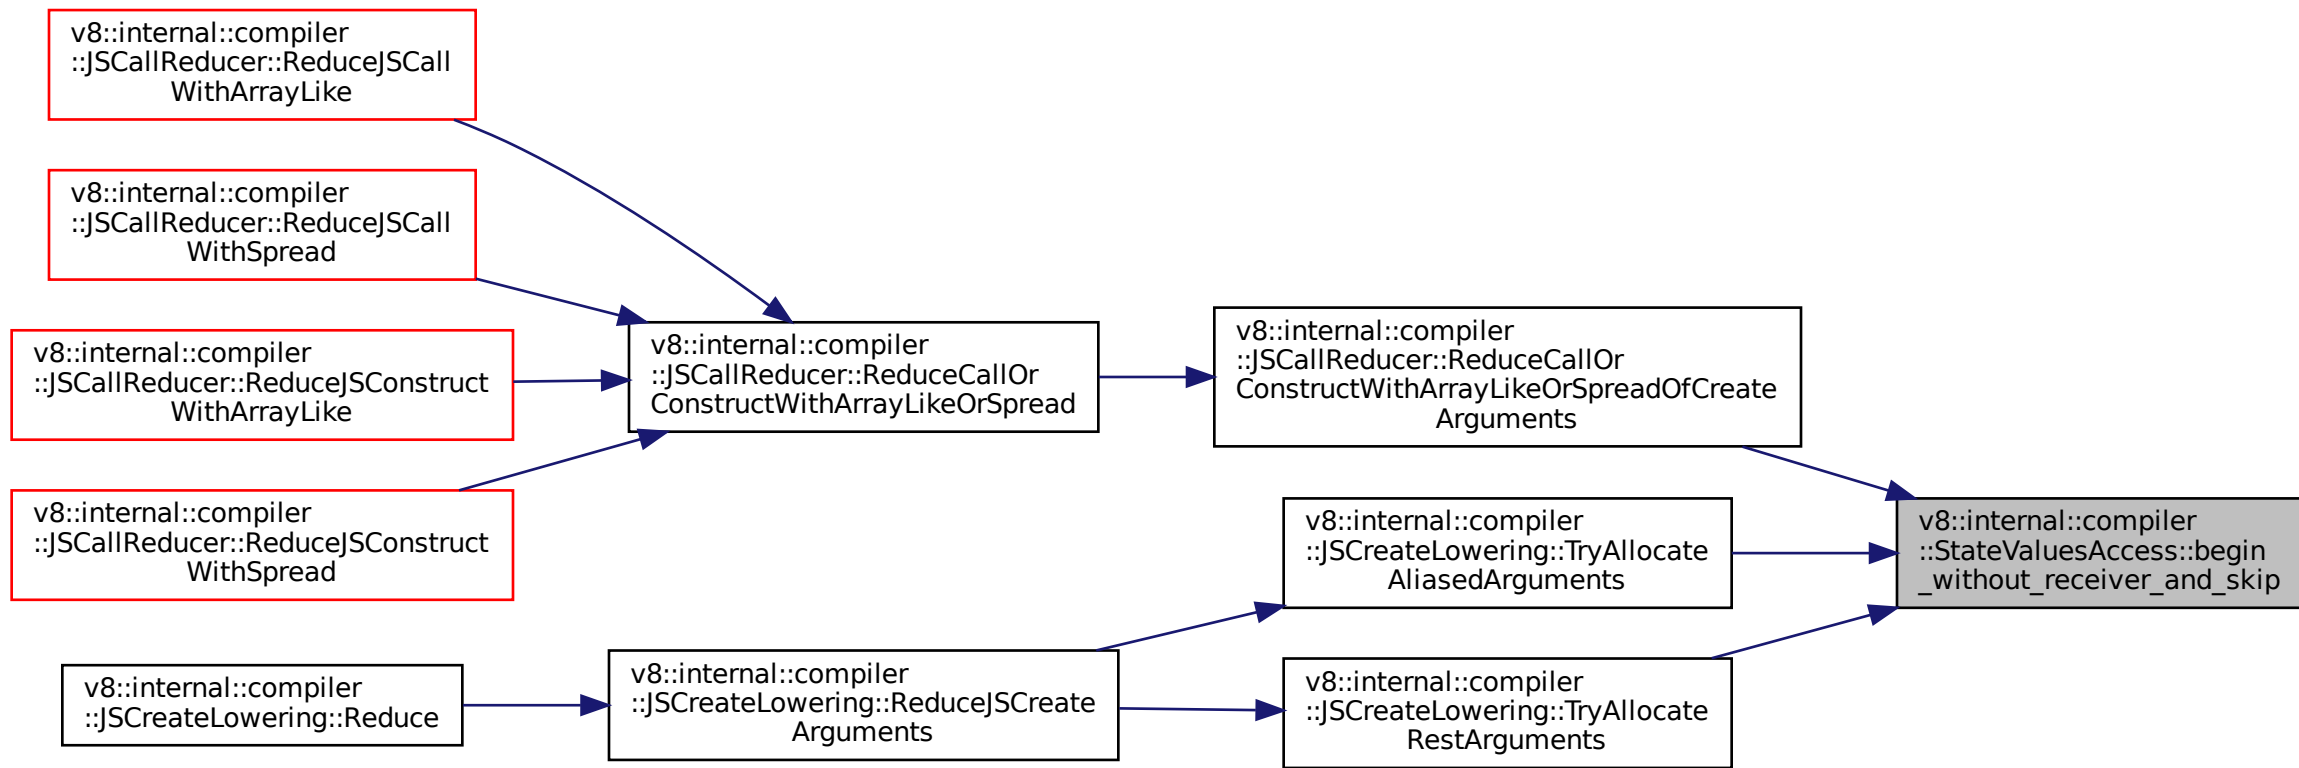 v8::internal::compiler
::JSCallReducer::ReduceJSCall
WithArrayLike
v8::internal::compiler
::JSCallReducer::ReduceJSCall
WithSpread
v8::internal::compiler
::JSCallReducer::ReduceJSConstruct
WithArrayLike
v8::internal::compiler
::JSCallReducer::ReduceJSConstruct
WithSpread
v8::internal::compiler
::JSCreateLowering::Reduce
v8::internal::compiler
::JSCallReducer::ReduceCallOr
ConstructWithArrayLikeOrSpread
v8::internal::compiler
::JSCreateLowering::ReduceJSCreate
Arguments
v8::internal::compiler
::JSCallReducer::ReduceCallOr
ConstructWithArrayLikeOrSpreadOfCreate
Arguments
v8::internal::compiler
::JSCreateLowering::TryAllocate
AliasedArguments
v8::internal::compiler
::JSCreateLowering::TryAllocate
RestArguments
v8::internal::compiler
::StateValuesAccess::begin
_without_receiver_and_skip